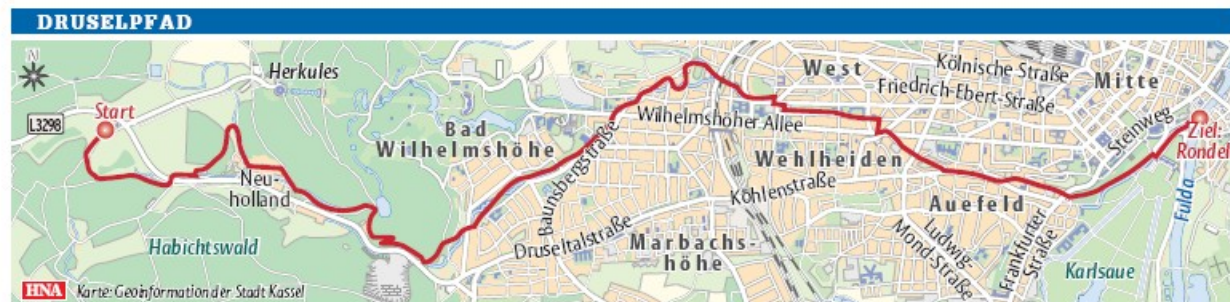 DRUSELPFAD
N
Herkules
Start
L3298
Neu-
holland
Habichtswald
Bad
Wilhelmshöhe
Baunsbergstraße
Druseltalstraße
Wilhelmshöher Allee
West
Kölnische Straße
Friedrich-Ebert-Straße
Mitte
Steinweg
Ziel:
Rondell
Wehlheiden
Kohlenstraße
Marbachs-
höhe
Auefeld
Ludwig-
Mond-Straße
Frankfurter
Straße
Karlsaue
Fulda
HNA Karte: Geoinformation der Stadt Kassel